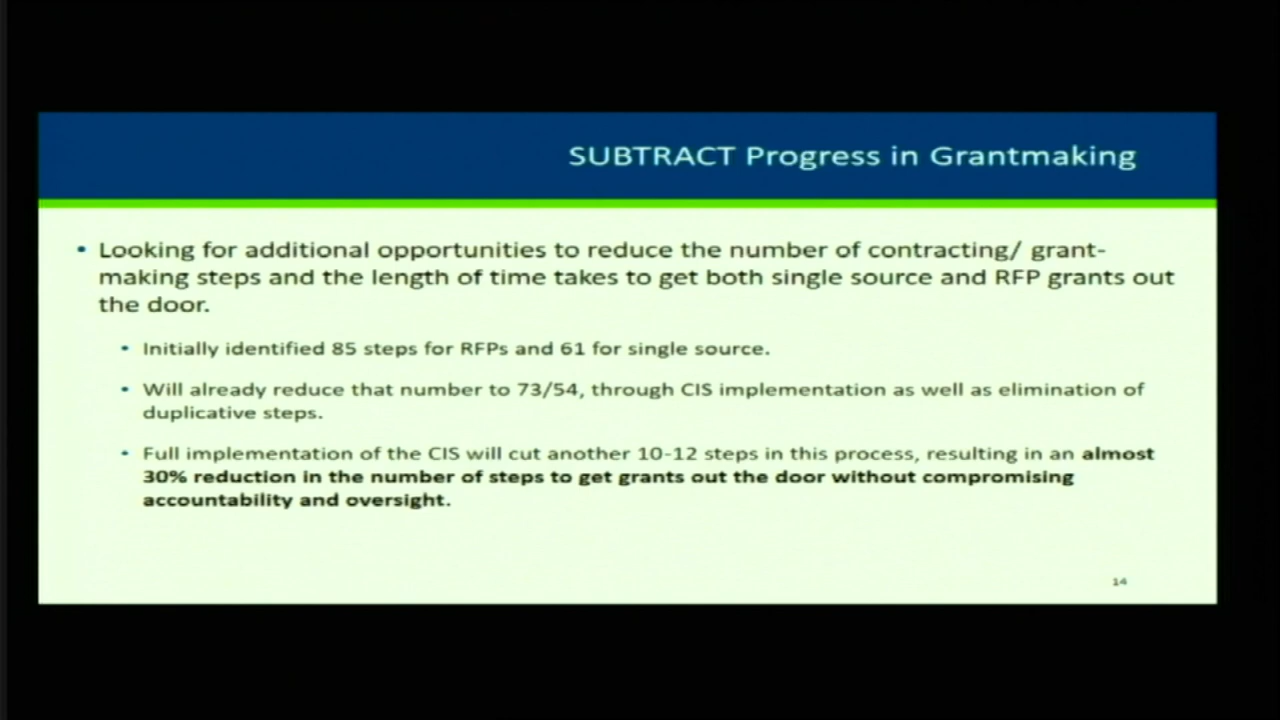 SUBTRACT Progress in Grantmaking
• Looking for additional opportunities to reduce the number of contracting/ grant-
making steps and the length of time takes to get both single source and RFP grants out
the door.
• Initially identified 85 steps for RFPs and 61 for single source.
• Will already reduce that number to 73/54, through CIS implementation as well as elimination of
duplicative steps.
• Full implementation of the CIS will cut another 10-12 steps in this process, resulting in an almost
30% reduction in the number of steps to get grants out the door without compromising
accountability and oversight.
14